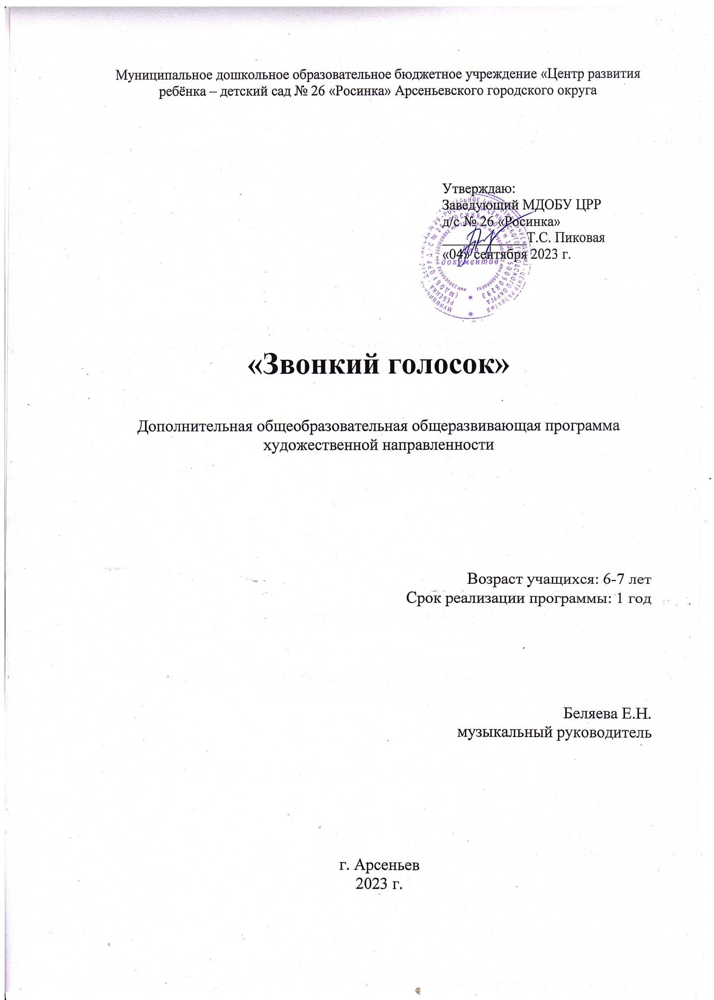 Муниципальное дошкольное образовательное бюджетное учреждение «Центр развития
ребёнка – детский сад № 26 «Росинка» Арсеньевского городского округа
Утверждаю:
Заведующий МДОБУ ЦРР
д/с № 26 «Росинка»
Т.С. Пиковая
«04» сентября 2023 г.
Для
документов
«Звонкий голосок»
Дополнительная общеобразовательная общеразвивающая программа
художественной направленности
Возраст учащихся: 6-7 лет
Срок реализации программы: 1 год
Беляева Е.Н.
музыкальный руководитель
г. Арсеньев
2023 г.